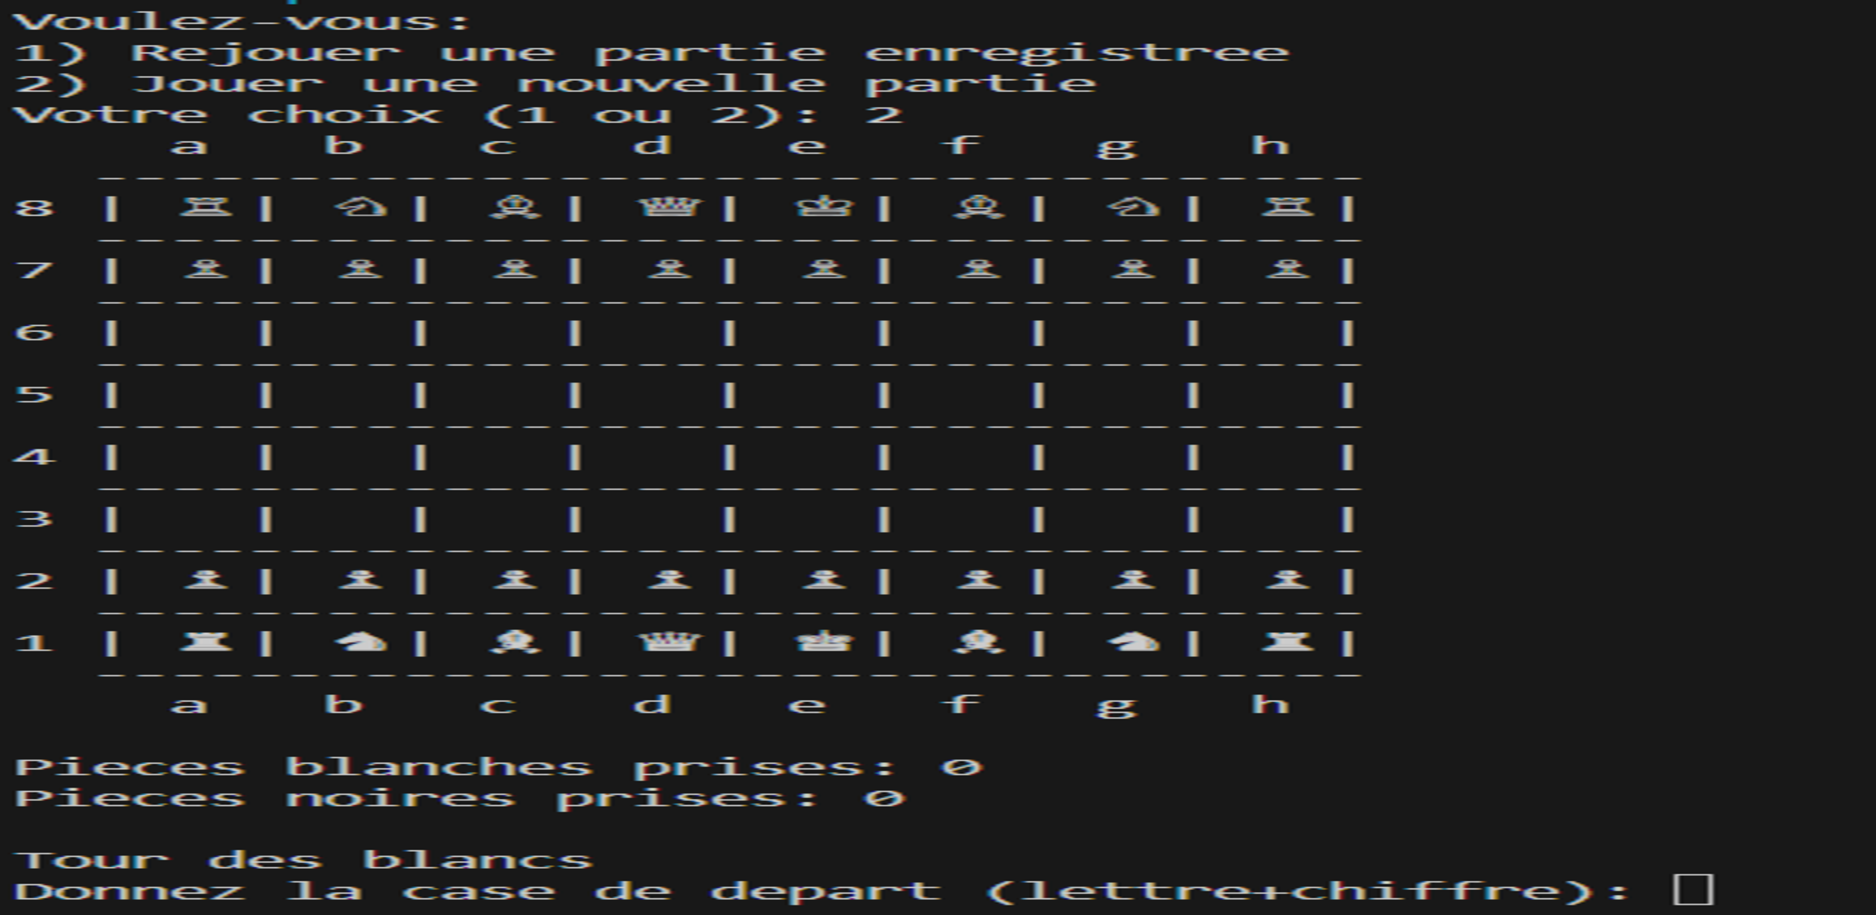 Voulez-vous:
1) Rejouer une partie enregistree
2) Jouer une nouvelle partie
Votre choix (1 ou 2): 2
a b c d e f g h
8 | ♖ | ♘ | ♗ | ♕ | ♔ | ♗ | ♘ | ♖ |
7 | ♙ | ♙ | ♙ | ♙ | ♙ | ♙ | ♙ | ♙ |
6 | | | | | | | | |
5 | | | | | | | | |
4 | | | | | | | | |
3 | | | | | | | | |
2 | ♟ | ♟ | ♟ | ♟ | ♟ | ♟ | ♟ | ♟ |
1 | ♜ | ♞ | ♝ | ♛ | ♚ | ♝ | ♞ | ♜ |
a b c d e f g h
Pieces blanches prises: 0
Pieces noires prises: 0
Tour des blancs
Donnez la case de depart (lettre+chiffre):